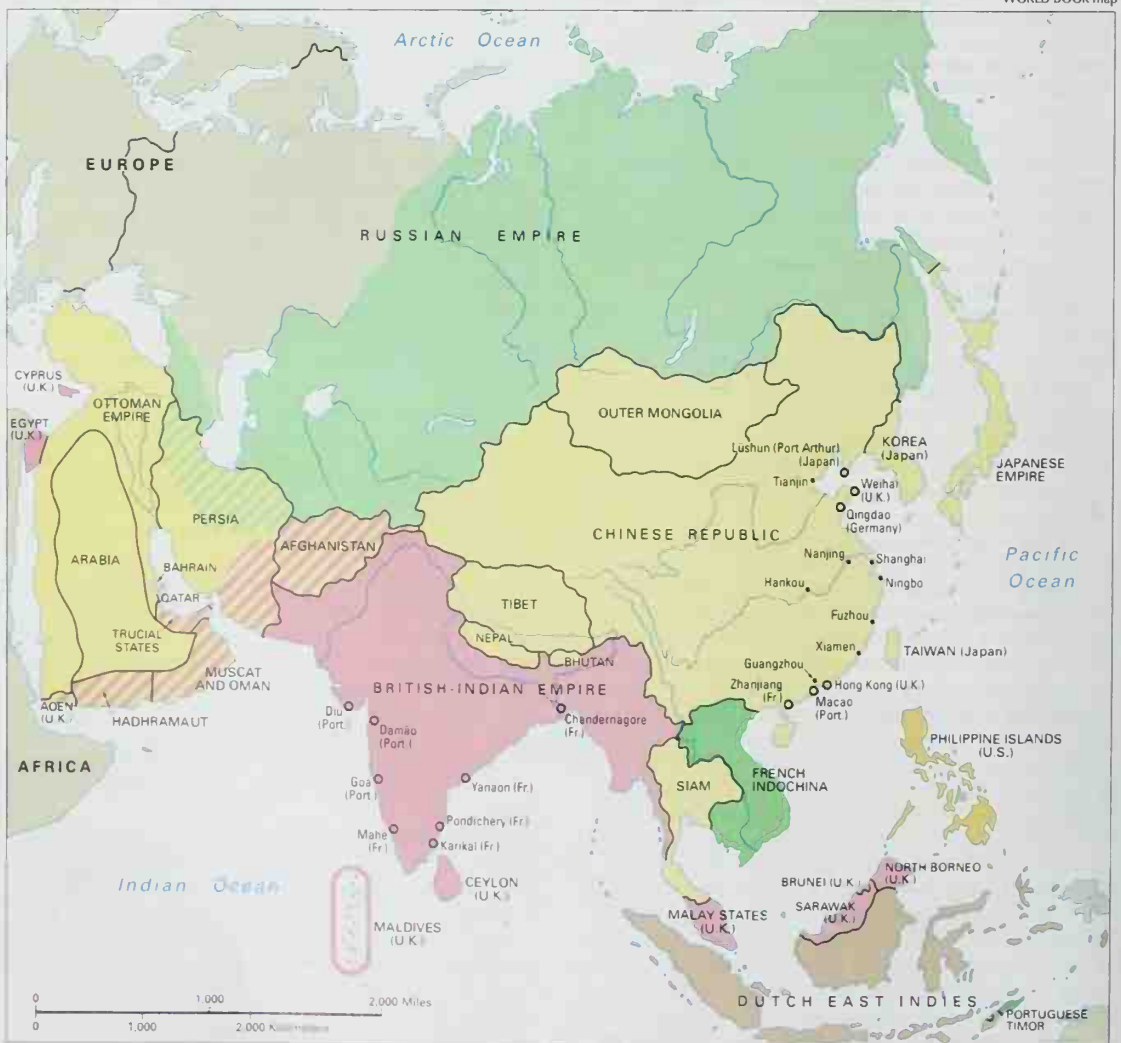 WORLD BOOK map
Arctic Ocean
EUROPE
RUSSIAN EMPIRE
CYPRUS
(U.K.)
OTTOMAN
EMPIRE
EGYPT
(U.K.)
OUTER MONGOLIA
Lüshun (Port Arthur)
(Japan)
KOREA
(Japan)
Tianjin
Weihai
(U.K.)
JAPANESE
EMPIRE
Qingdao
(Germany)
PERSIA
CHINESE REPUBLIC
AFGHANISTAN
ARABIA
BAHRAIN
Nanjing
Shanghai
Pacific
Ocean
QATAR
Hankou
Ningbo
TIBET
TRUCIAL
STATES
NEPAL
Fuzhou
Xiamen
TAIWAN (Japan)
BHUTAN
MUSCAT
AND OMAN
Guangzhou
BRITISH-INDIAN EMPIRE
Zhanjiang
(Fr.)
Hong Kong (U.K.)
Macao
(Port.)
ADEN
(U.K.)
HADHRAMAUT
Diu
(Port.)
Damão
(Port.)
Chandernagore
(Fr.)
PHILIPPINE ISLANDS
(U.S.)
AFRICA
Goa
(Port.)
Yanaon (Fr.)
SIAM
FRENCH
INDOCHINA
Mahe
(Fr.)
Pondichery (Fr.)
Karikal (Fr.)
Indian Ocean
CEYLON
(U.K.)
BRUNEI (U.K.)
NORTH BORNEO
(U.K.)
MALDIVES
(U.K.)
MALAY STATES
(U.K.)
SARAWAK
(U.K.)
0 1,000 2,000 Miles
0 1,000 2,000 Kilometers
DUTCH EAST INDIES
PORTUGUESE
TIMOR